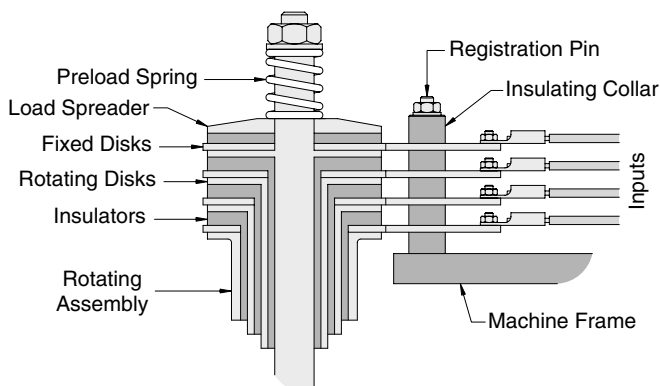 Registration Pin
Preload Spring
Insulating Collar
Load Spreader
Fixed Disks
Rotating Disks
Insulators
Inputs
Rotating
Assembly
Machine Frame